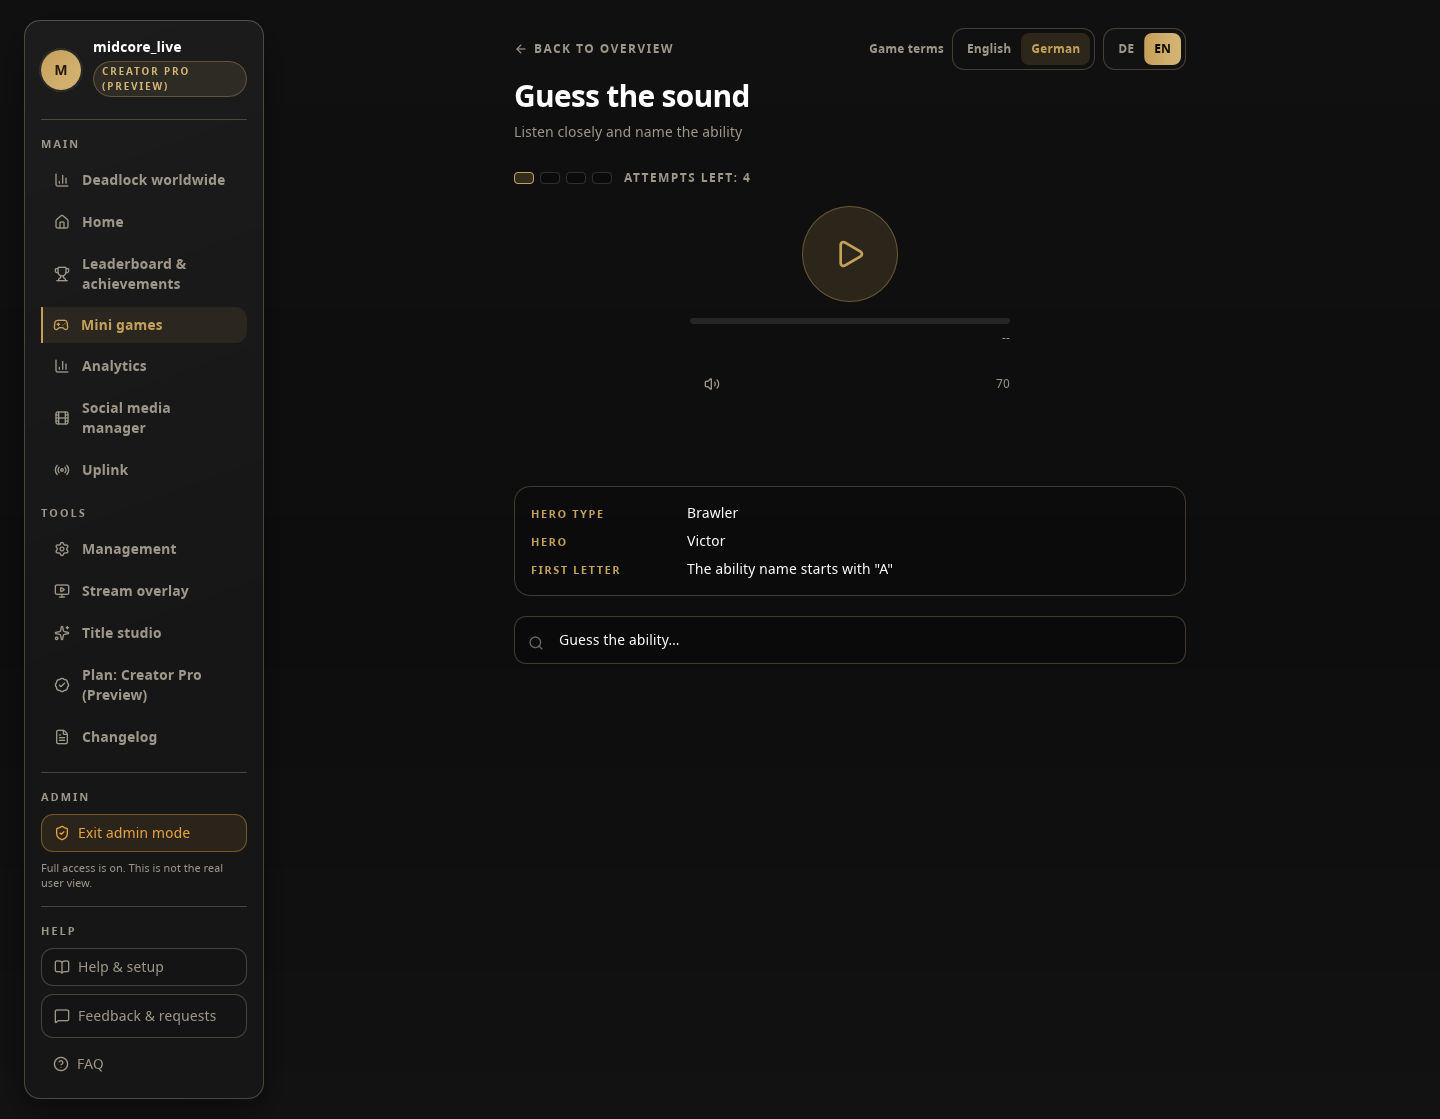 M
midcore_live
CREATOR PRO
(PREVIEW)
MAIN
Deadlock worldwide
Home
Leaderboard &
achievements
Mini games
Analytics
Social media
manager
Uplink
TOOLS
Management
Stream overlay
Title studio
Plan: Creator Pro
(Preview)
Changelog
ADMIN
Exit admin mode
Full access is on. This is not the real
user view.
HELP
Help & setup
Feedback & requests
FAQ
BACK TO OVERVIEW
Game terms English German DE EN
Guess the sound
Listen closely and name the ability
ATTEMPTS LEFT: 4
--
70
HERO TYPE Brawler
HERO Victor
FIRST LETTER The ability name starts with "A"
Guess the ability...